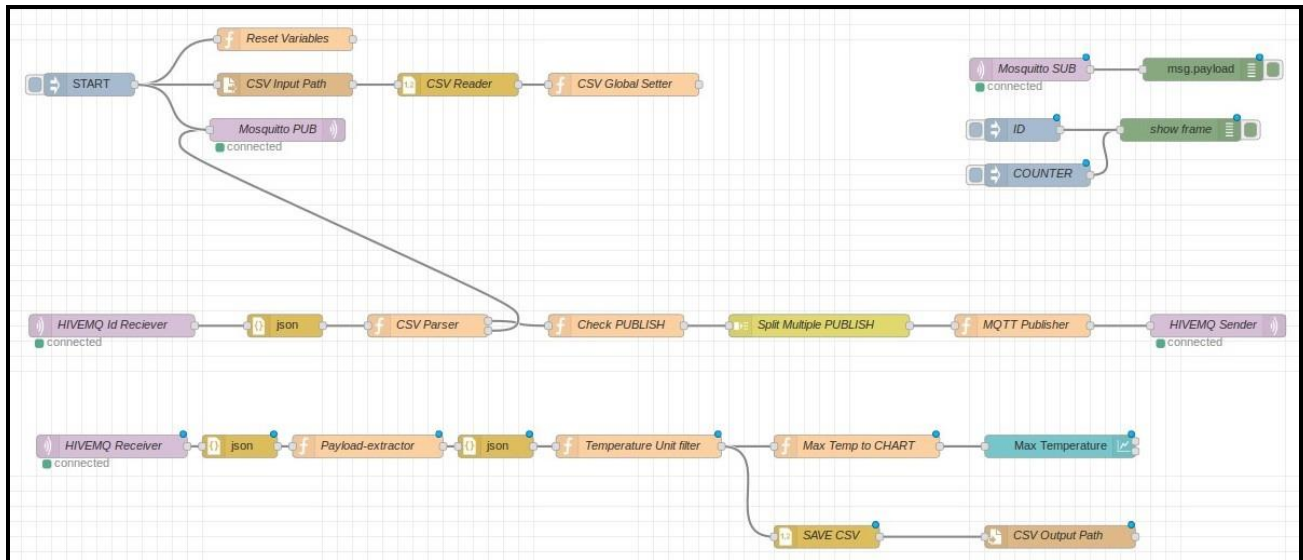 Reset Variables
START
CSV Input Path
CSV Reader
CSV Global Setter
Mosquitto PUB
connected
Mosquitto SUB
connected
msg.payload
ID
show frame
COUNTER
HIVEMQ Id Reciever
connected
json
CSV Parser
Check PUBLISH
Split Multiple PUBLISH
MQTT Publisher
HIVEMQ Sender
connected
HIVEMQ Receiver
connected
json
Payload-extractor
json
Temperature Unit filter
Max Temp to CHART
Max Temperature
SAVE CSV
CSV Output Path